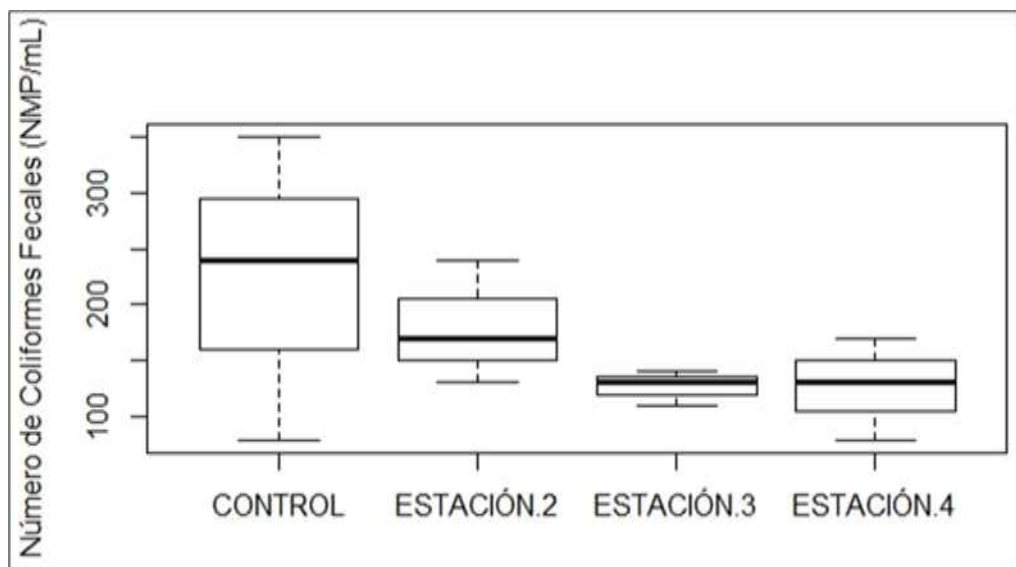 Número de Coliformes Fecales (NMP/mL)
300
200
100
CONTROL ESTACIÓN.2 ESTACIÓN.3 ESTACIÓN.4